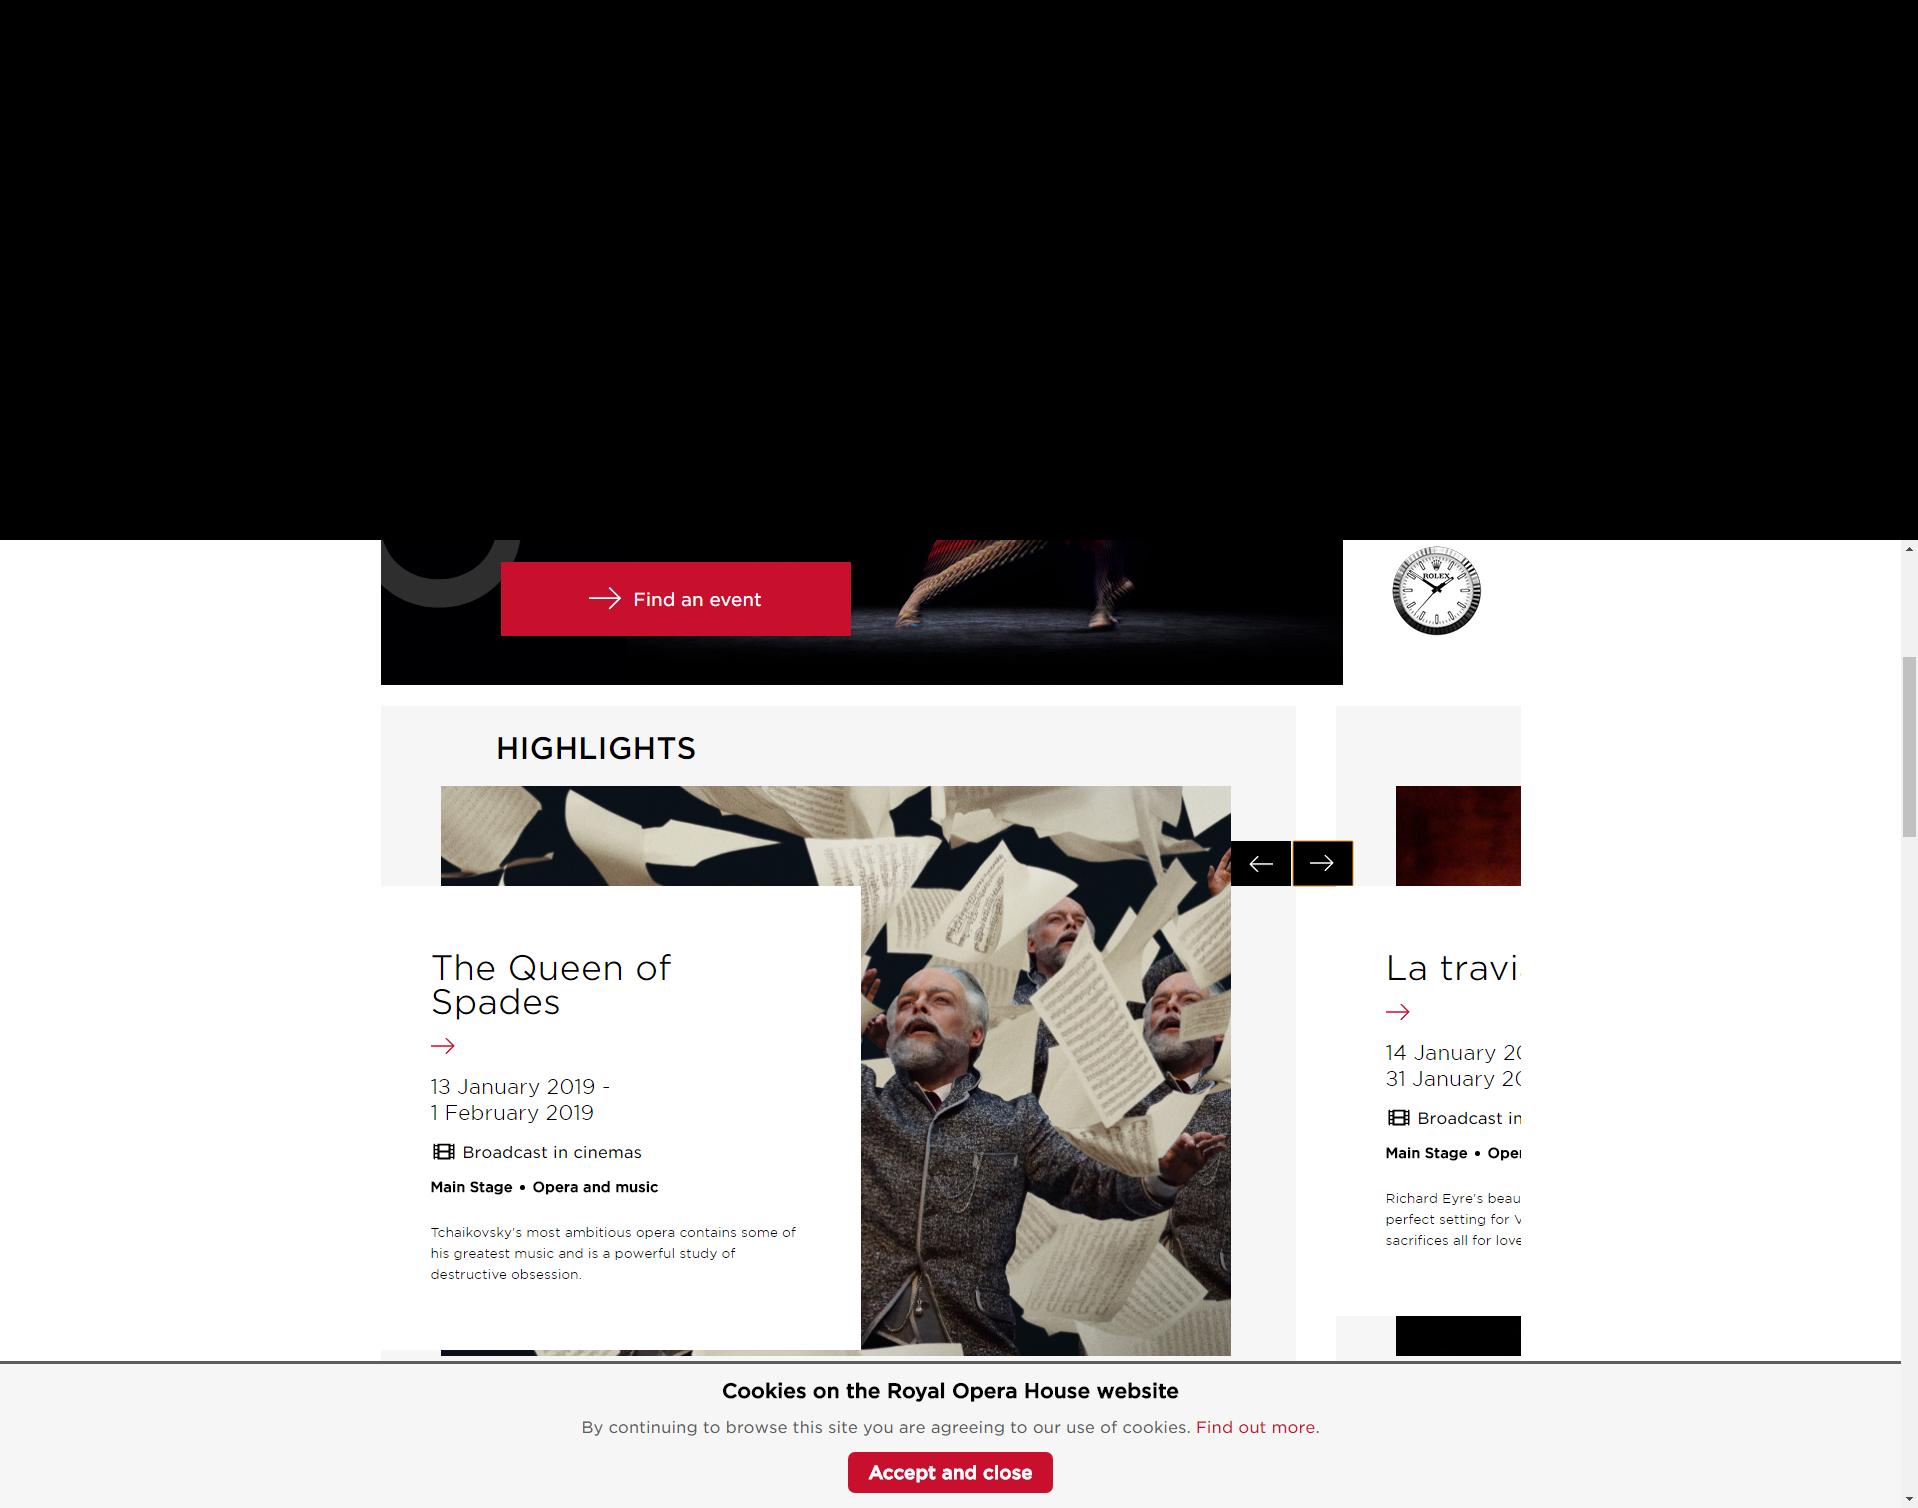 Find an event
ROLEX
HIGHLIGHTS
The Queen of
Spades
13 January 2019 -
1 February 2019
Broadcast in cinemas
Main Stage • Opera and music
Tchaikovsky's most ambitious opera contains some of
his greatest music and is a powerful study of
destructive obsession.
La travi
14 January 20
31 January 20
Broadcast in
Main Stage • Oper
Richard Eyre's beau
perfect setting for V
sacrifices all for love
Cookies on the Royal Opera House website
By continuing to browse this site you are agreeing to our use of cookies. Find out more.
Accept and close